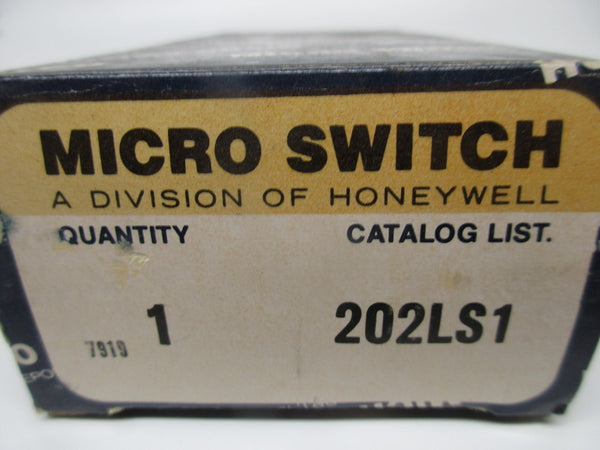 MICRO SWITCH
A DIVISION OF HONEYWELL
QUANTITY CATALOG LIST.
7919 1 202LS1